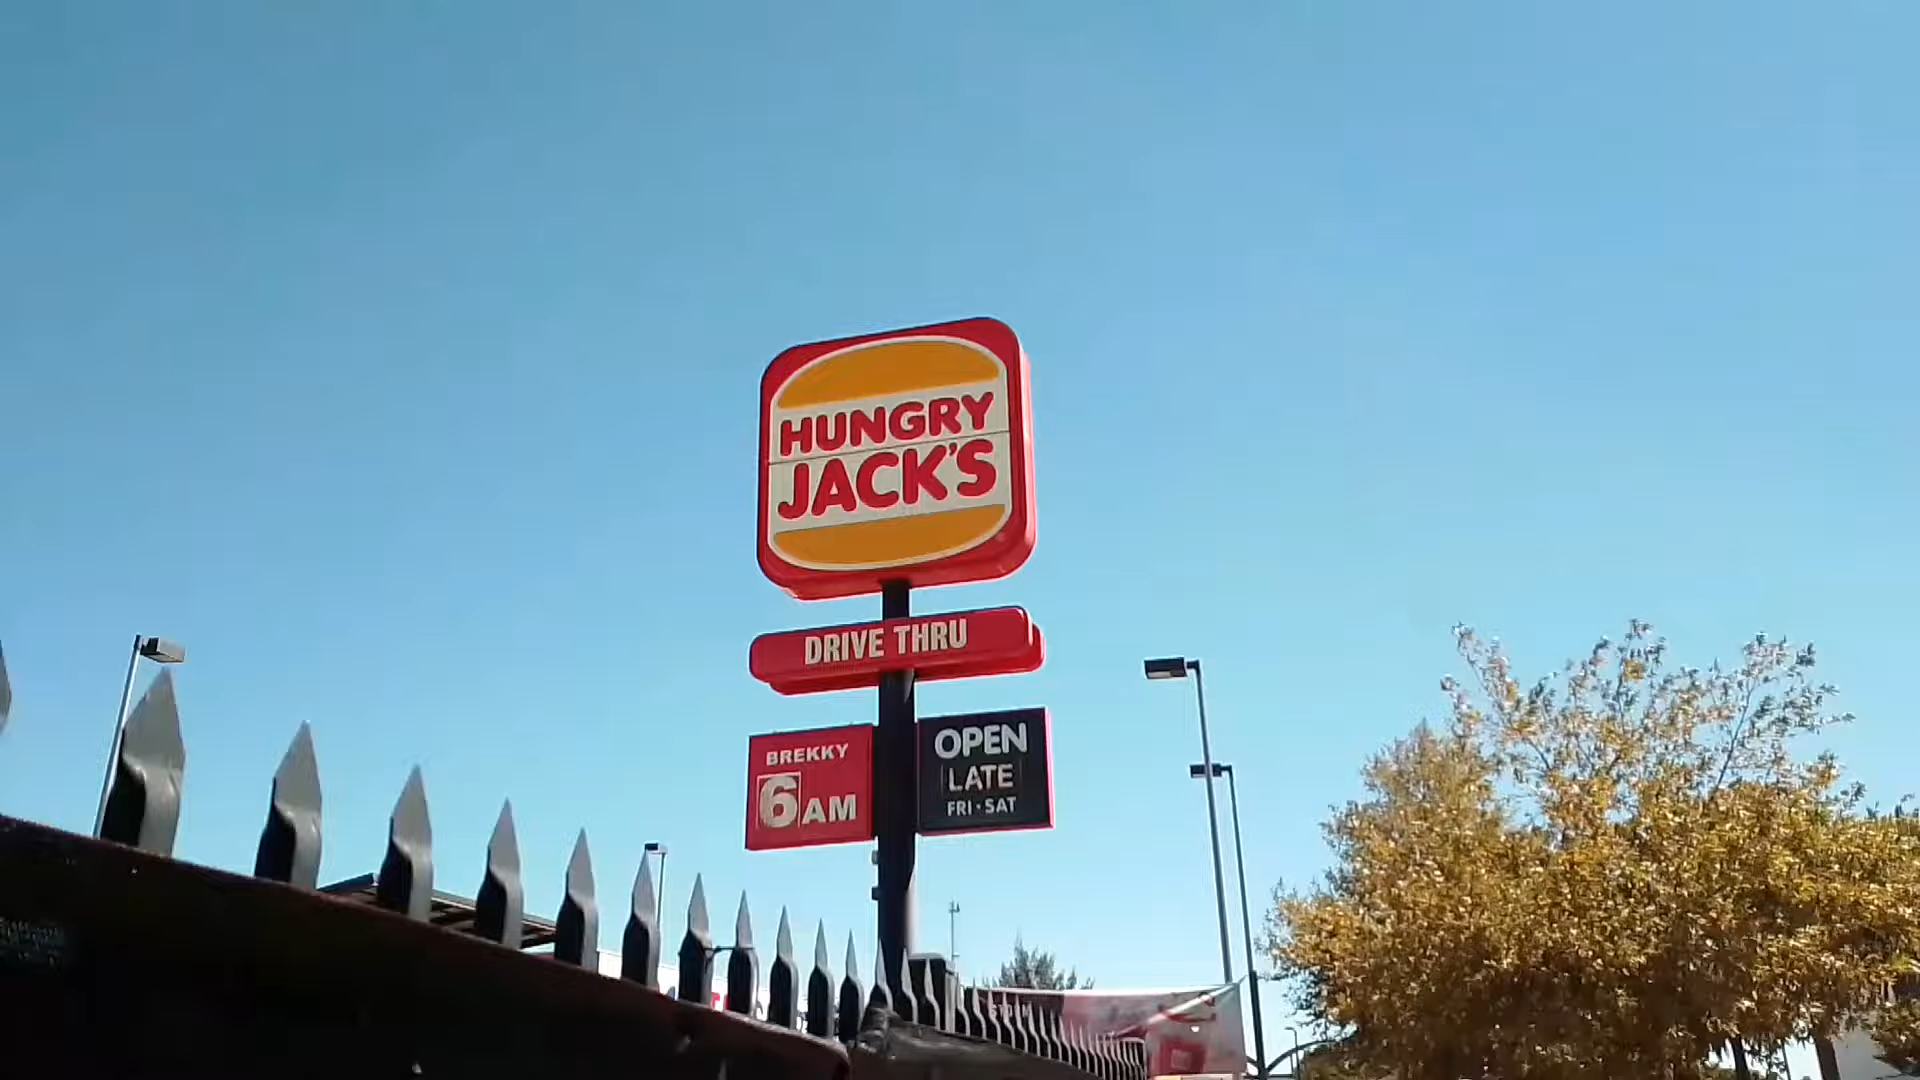 HUNGRY
JACK'S
DRIVE THRU
BREKKY
6AM
OPEN
LATE
FRI·SAT